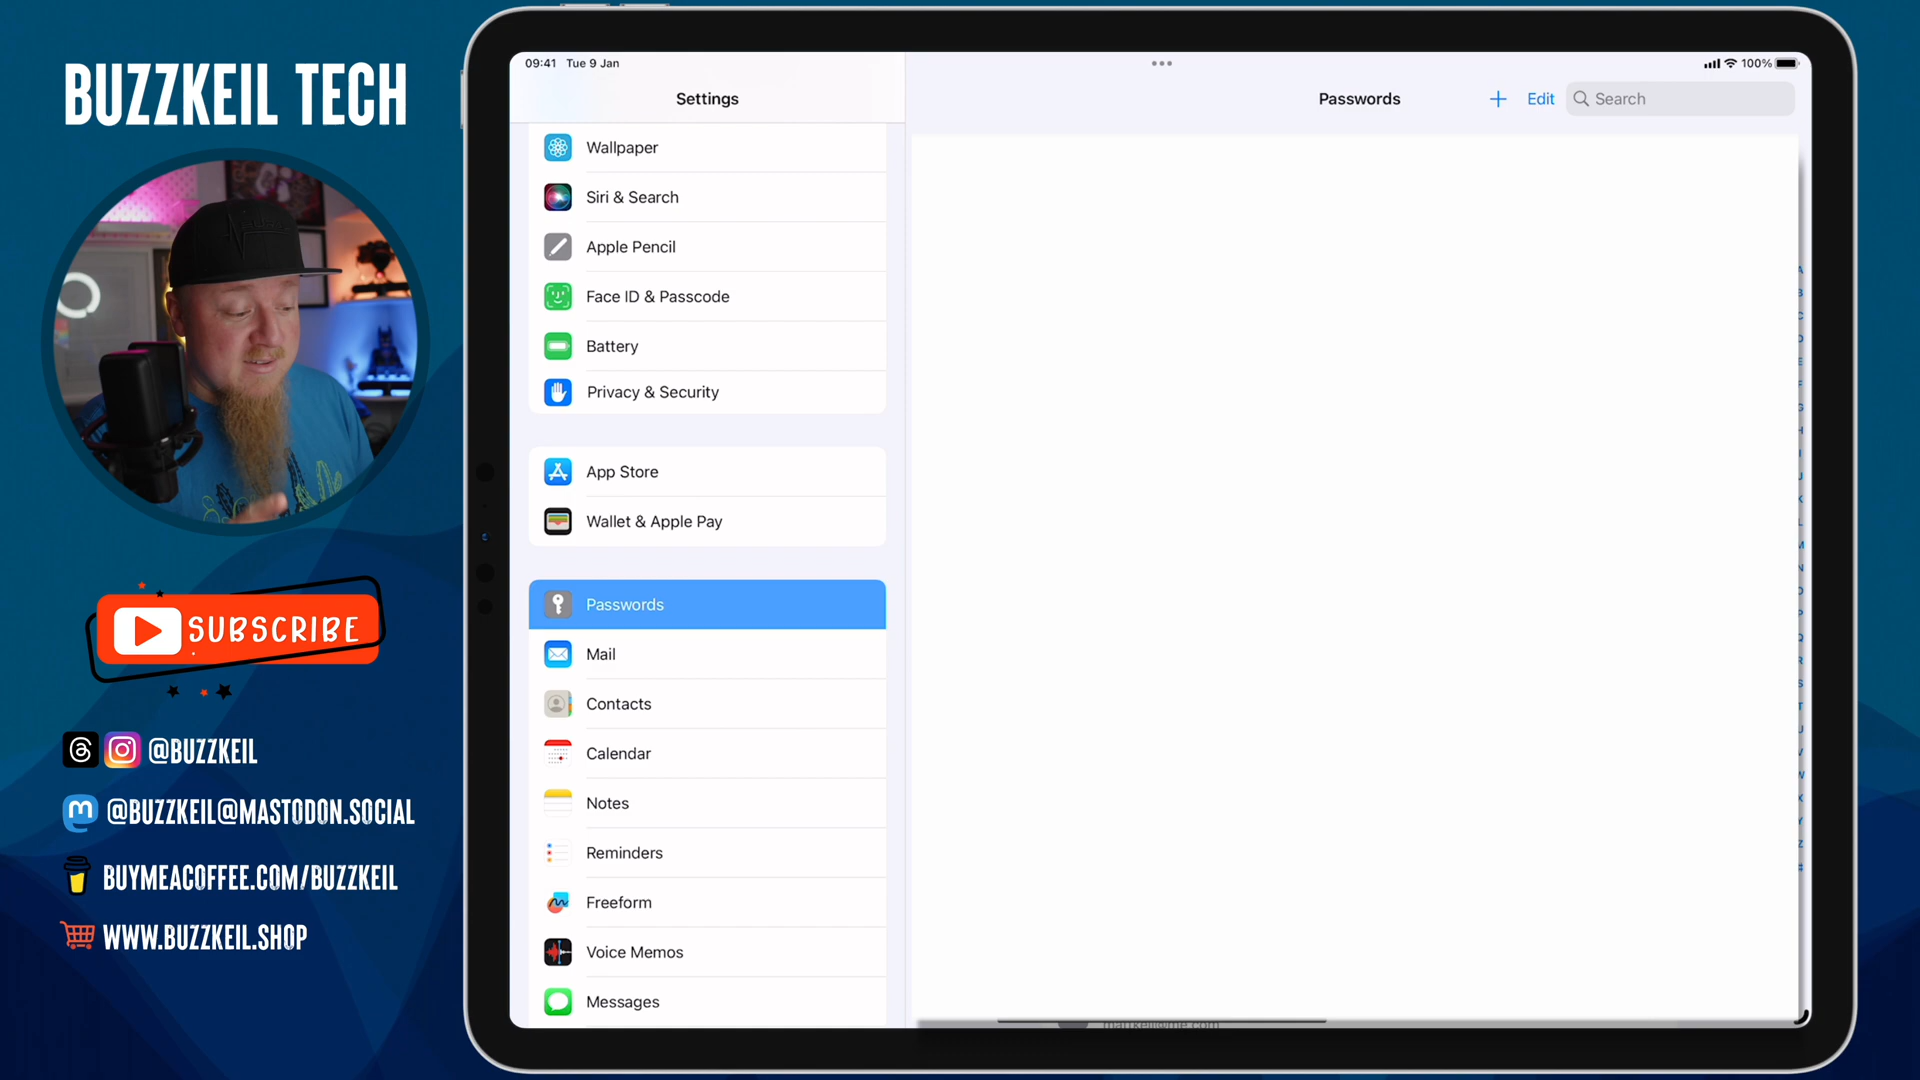 BUZZKEIL TECH
SUBSCRIBE
@BUZZKEIL
@BUZZKEIL@MASTODON.SOCIAL
BUYMEACOFFEE.COM/BUZZKEIL
WWW.BUZZKEIL.SHOP
09:41 Tue 9 Jan
100%
Settings
Wallpaper
Siri & Search
Apple Pencil
Face ID & Passcode
Battery
Privacy & Security
App Store
Wallet & Apple Pay
Passwords
Mail
Contacts
Calendar
Notes
Reminders
Freeform
Voice Memos
Messages
Passwords
Edit
Search